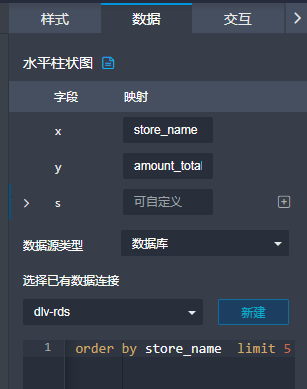 样式 数据 交互
水平柱状图
字段 映射
x store_name
y amount_total
s 可自定义
数据源类型 数据库
选择已有数据连接
dlv-rds 新建
1 order by store_name limit 5